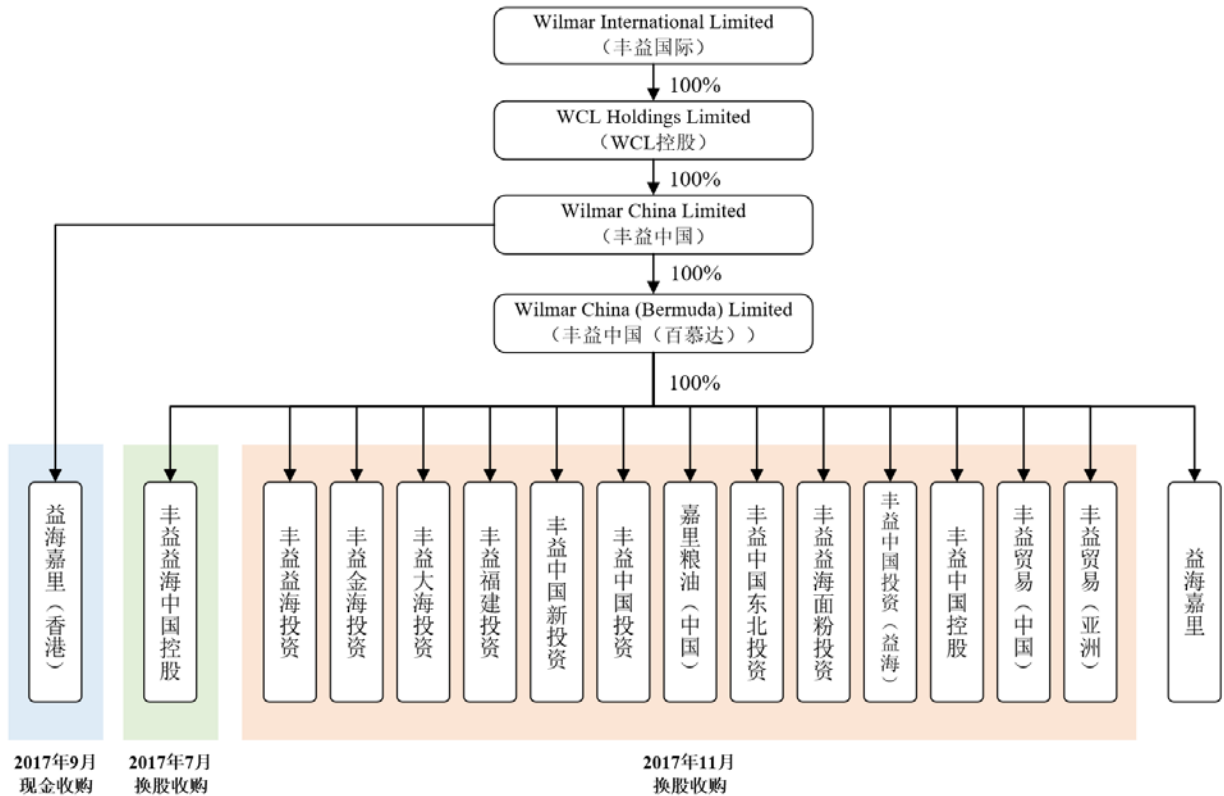 Wilmar International Limited
（丰益国际）
100%
WCL Holdings Limited
（WCL控股）
100%
Wilmar China Limited
（丰益中国）
100%
Wilmar China (Bermuda) Limited
（丰益中国（百慕达））
100%
益海嘉里（香港）
丰益益海中国控股
丰益益海投资
丰益金海投资
丰益大海投资
丰益福建投资
丰益中国新投资
丰益中国投资
嘉里粮油（中国）
丰益中国东北投资
丰益益海面粉投资
丰益中国投资（益海）
丰益中国控股
丰益贸易（中国）
丰益贸易（亚洲）
益海嘉里
2017年9月
现金收购
2017年7月
换股收购
2017年11月
换股收购